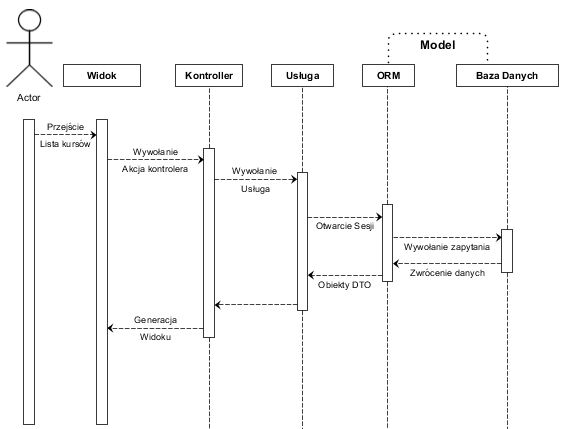 Model
Widok
Kontroller
Usługa
ORM
Baza Danych
Actor
Przejście
Lista kursów
Wywołanie
Akcja kontrolera
Wywołanie
Usługa
Otwarcie Sesji
Wywołanie zapytania
Zwrócenie danych
Obiekty DTO
Generacja
Widoku